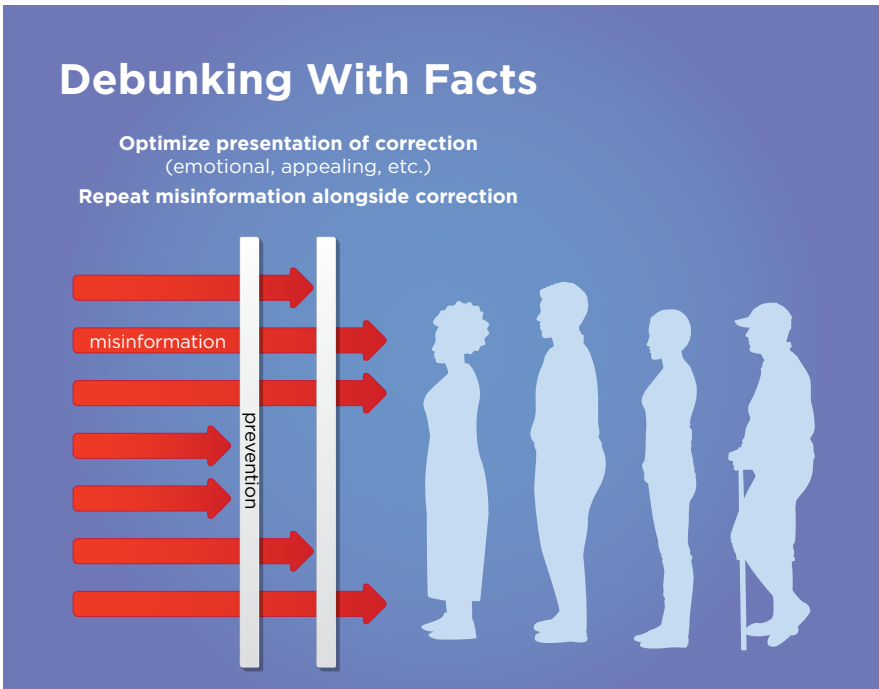 Debunking With Facts
Optimize presentation of correction
(emotional, appealing, etc.)
Repeat misinformation alongside correction
misinformation
prevention